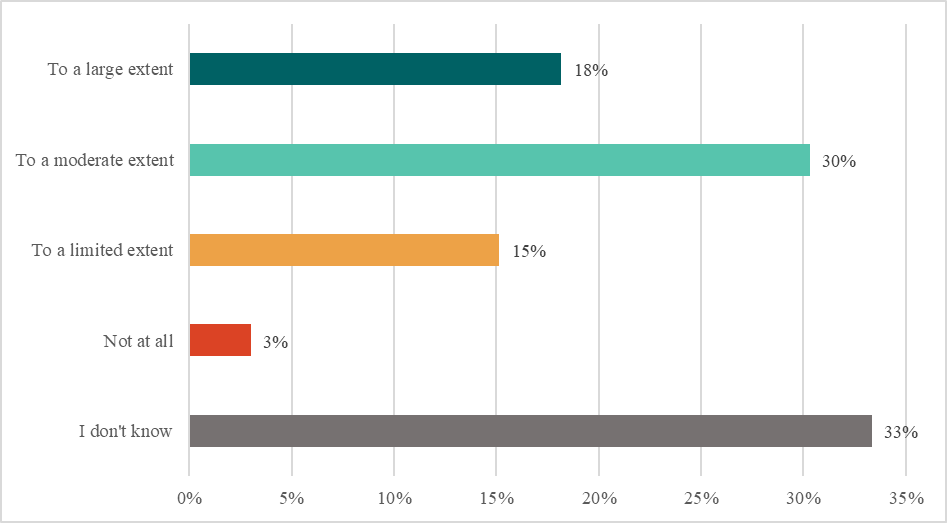 To a large extent
18%
To a moderate extent
30%
To a limited extent
15%
Not at all
3%
I don't know
33%
0% 5% 10% 15% 20% 25% 30% 35%